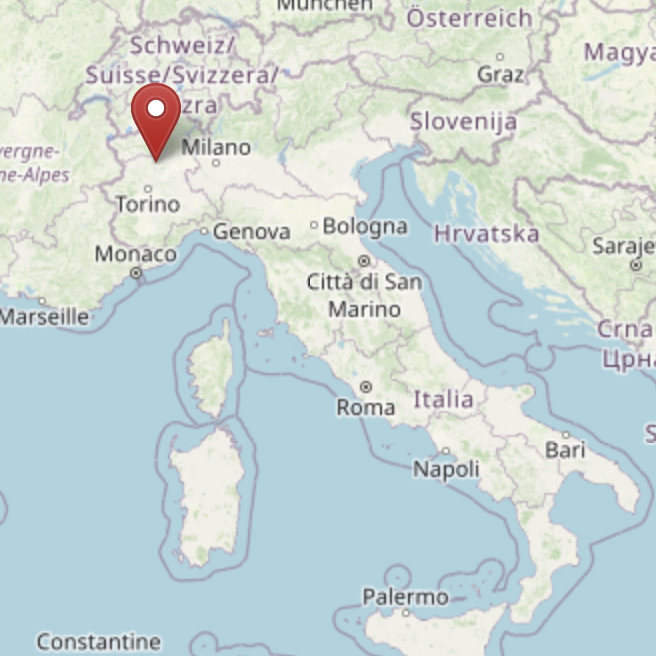 München
Österreich
Schweiz/
Suisse/Svizzera/
zra
Graz
Magya
Slovenija
vergne-
ne-Alpes
Milano
Torino
Genova
Bologna
Hrvatska
Saraje
Monaco
Città di San
Marino
Marseille
Crna
Црна
Roma
Italia
S
Bari
Napoli
Palermo
Constantine